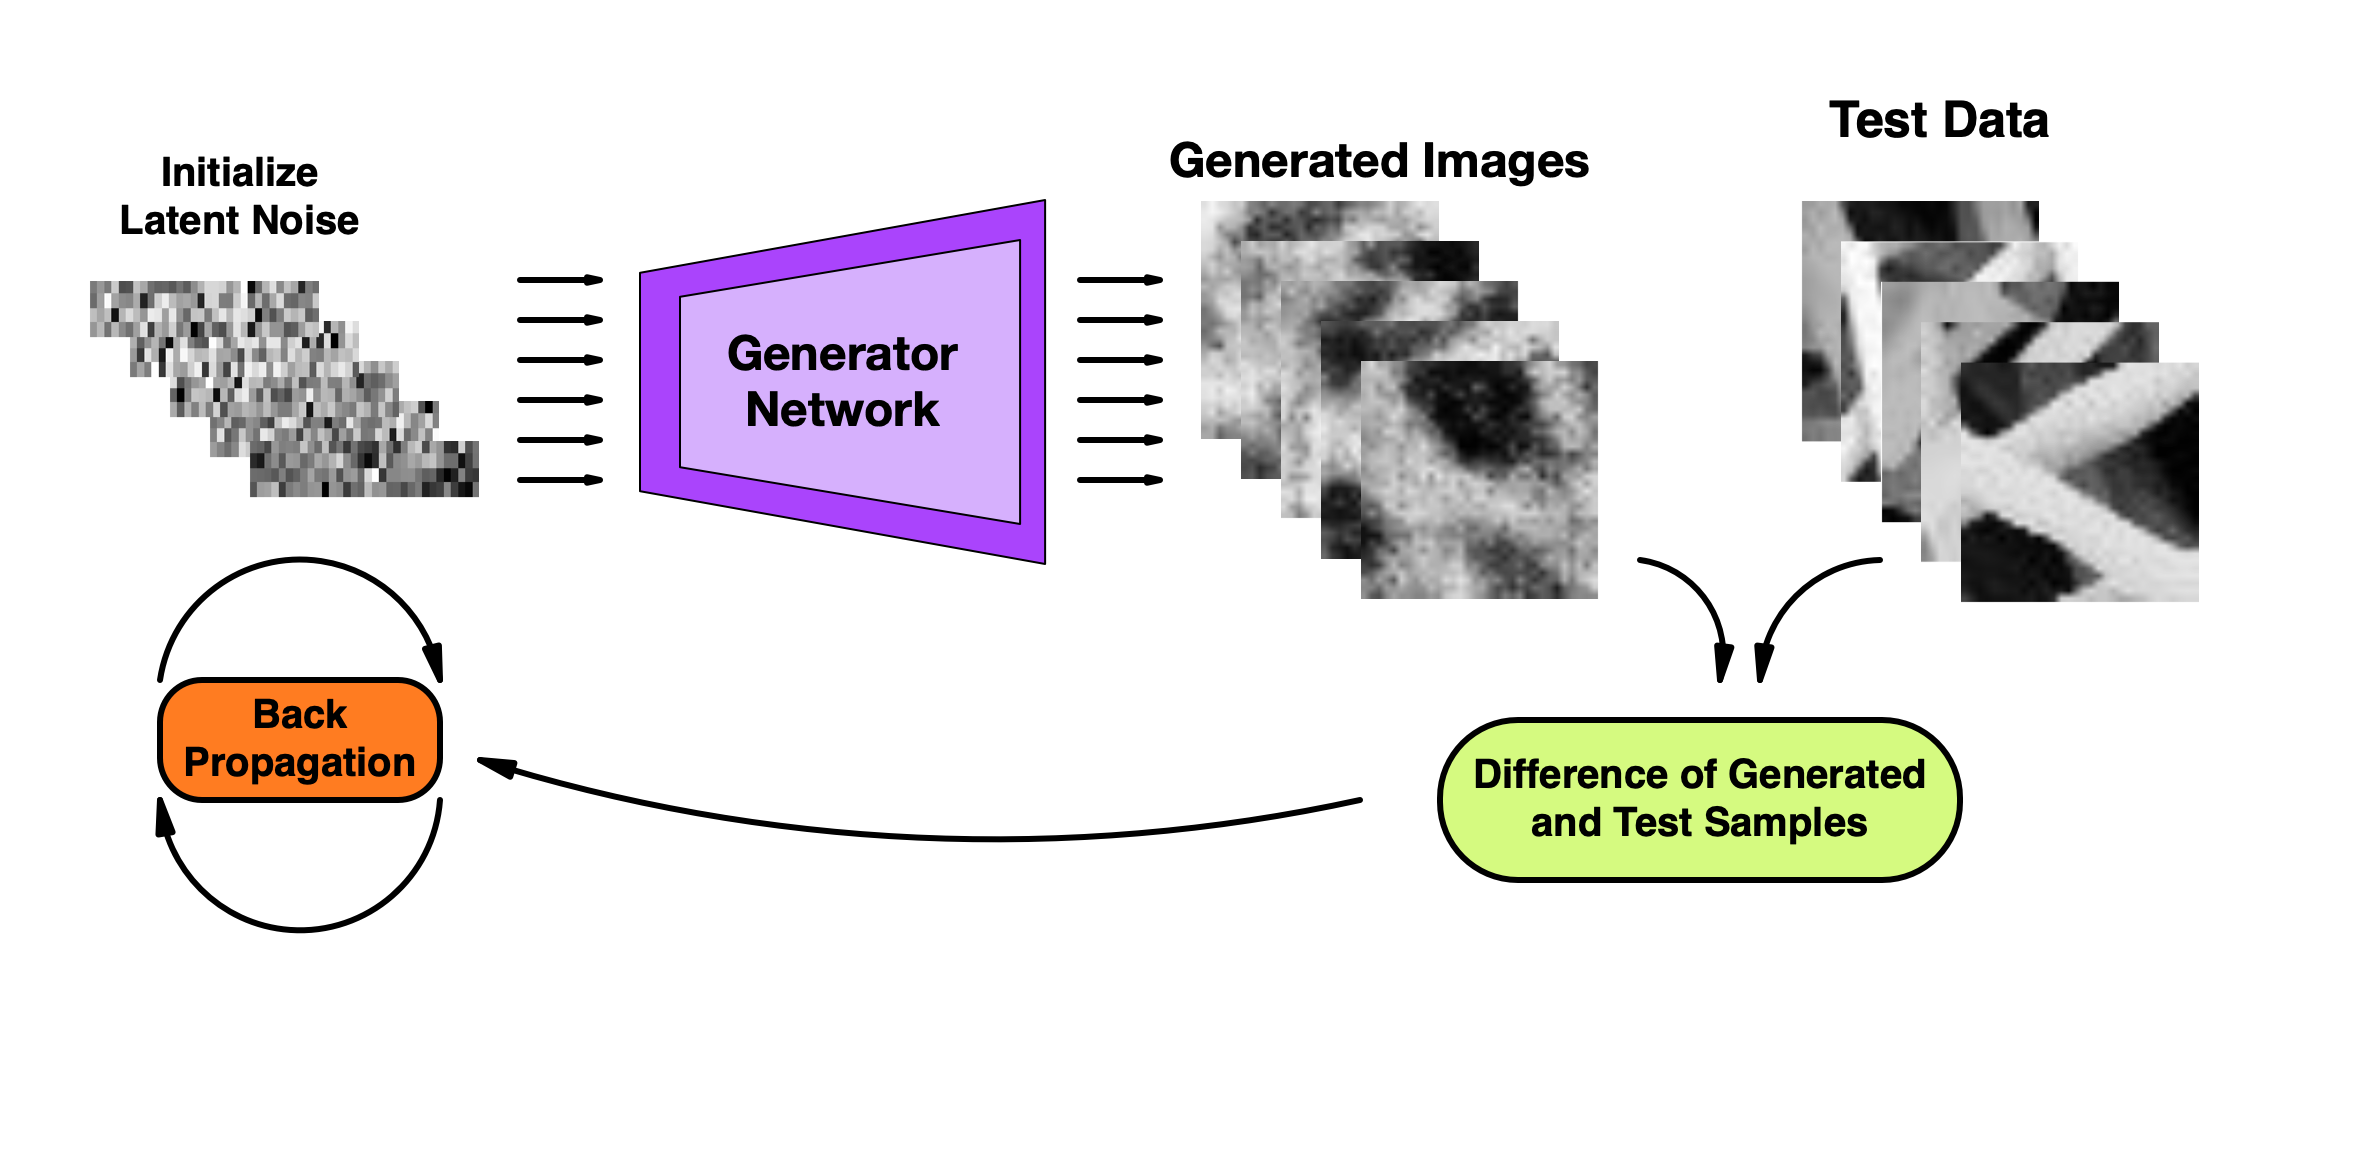 Initialize
Latent Noise
Generator
Network
Generated Images
Test Data
Back
Propagation
Difference of Generated
and Test Samples